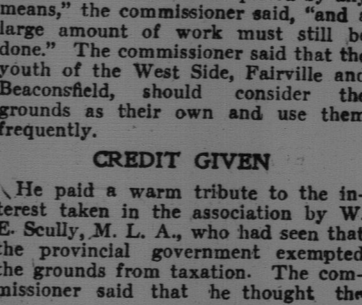 means," the commissioner said, "and
large amount of work must still be
done." The commissioner said that the
youth of the West Side, Fairville and
Beaconsfield, should consider the
grounds as their own and use them
frequently.
CREDIT GIVEN
He paid a warm tribute to the in-
terest taken in the association by W.
E. Scully, M. L. A., who had seen that
the provincial government exempted
the grounds from taxation. The com-
missioner said that he thought the